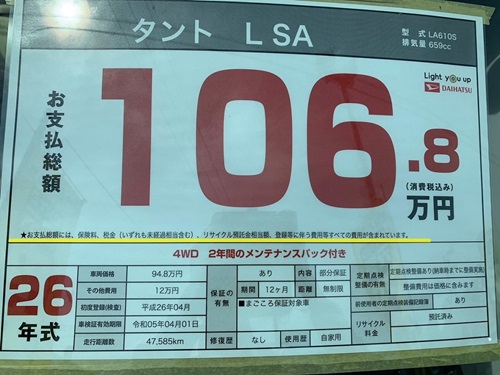 タント L SA
型 式 LA610S
排気量 659cc
Light you up
DAIHATSU
お支払総額
106.8
(消費税込み)
万円
★お支払総額には、保険料、税金(いずれも未経過相当含む)、リサイクル預託金相当額、登録等に伴う費用等すべての費用が含まれています。
4WD 2年間のメンテナンスパック付き
26
年式
車両価格 94.8万円
その他費用 12万円
初度登録(検査) 平成26年04月
車検証有効期限 令和05年04月01日
走行距離数 47,585km
保証の有無 あり 内容 部分保証
期間 12ヶ月 距離 無制限
■まごころ保証対象車
修復歴 なし 使用歴 自家用
定期点検整備の有無 定期点検整備あり(納車時までに整備実施)
整備費用は価格に含みます
前使用者の定期点検整備記録簿 あり
リサイクル料金 預託済み